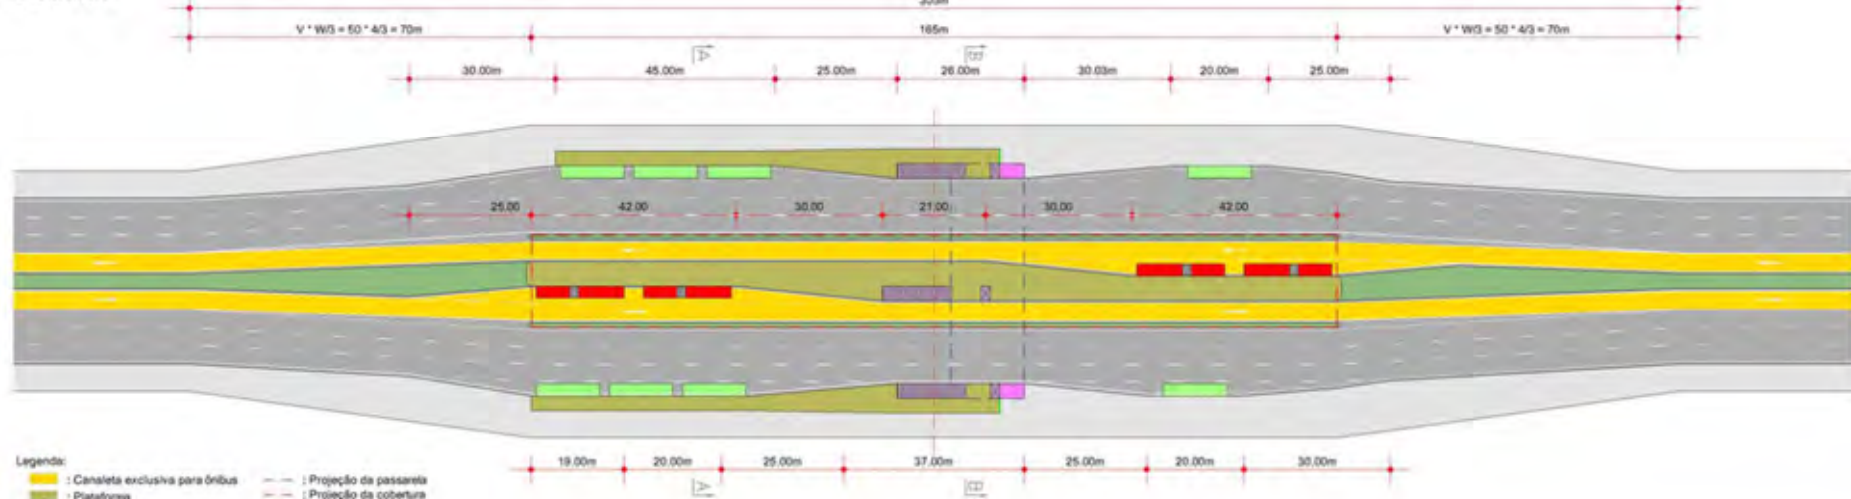 305m
V * W/3 = 50 * 4/3 = 70m
165m
V * W/3 = 50 * 4/3 = 70m
A
B
30.00m
45.00m
25.00m
26.00m
30.03m
20.00m
25.00m
25,00
42,00
30,00
21,00
30,00
42,00
19.00m
20.00m
25.00m
37.00m
25.00m
20.00m
30.00m
A
B
Legenda:
: Canaleta exclusiva para ônibus
: Projeção da passarela
: Plataforma
: Projeção da cobertura